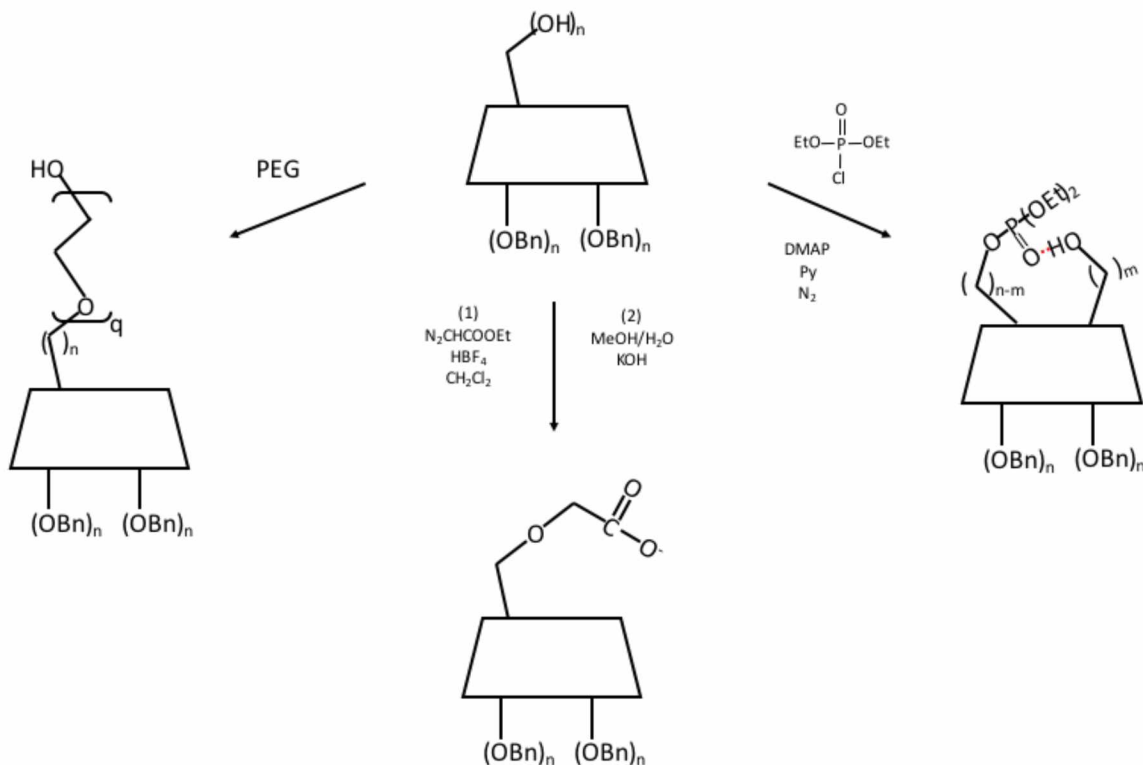 (OH)ₙ
(OBn)ₙ (OBn)ₙ
PEG
HO
O
q
( )ₙ
(OBn)ₙ (OBn)ₙ
(1)
N₂CHCOOEt
HBF₄
CH₂Cl₂
(2)
MeOH/H₂O
KOH
O
C
O
O-
(OBn)ₙ (OBn)ₙ
O
EtO P OEt
Cl
DMAP
Py
N₂
O P (OEt)₂
O HO
( )ₙ₋ₘ
( )ₘ
(OBn)ₙ (OBn)ₙ